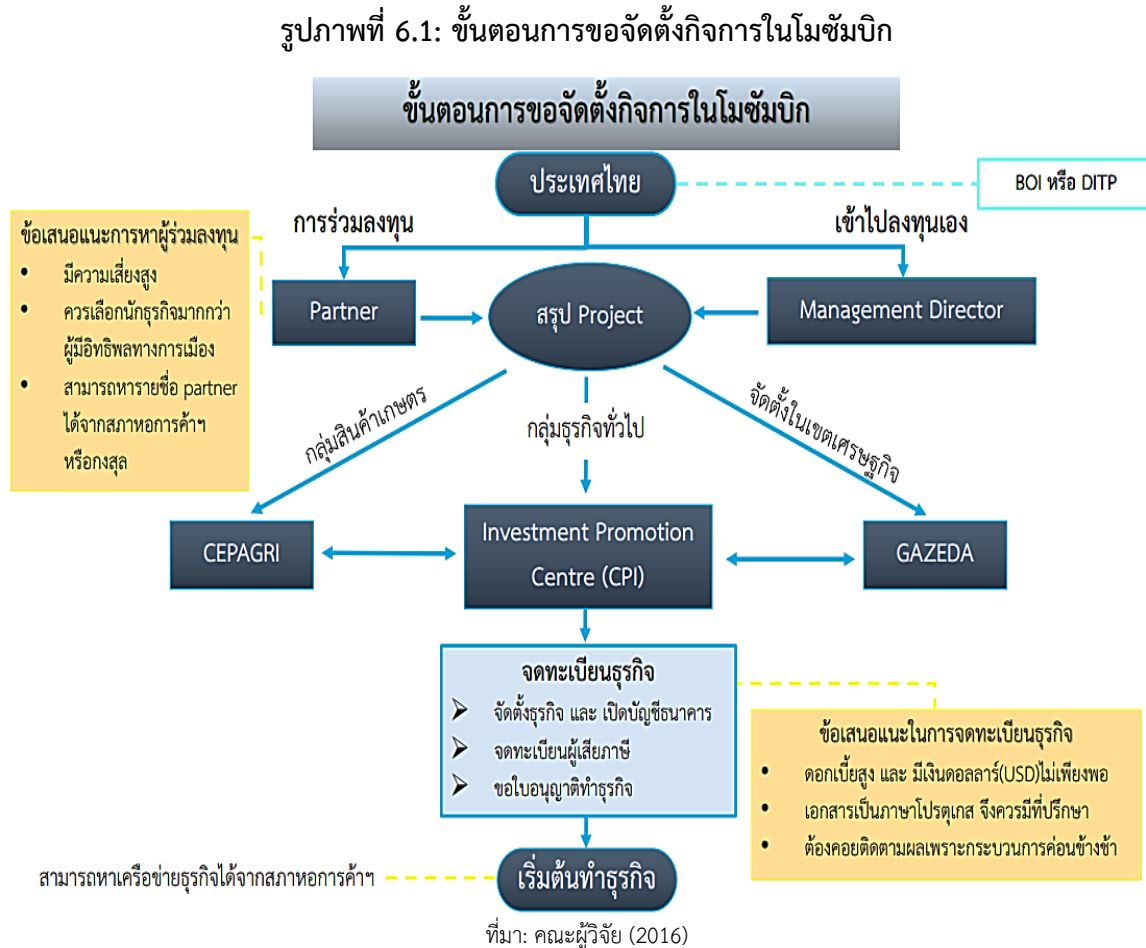 รูปภาพที่ 6.1: ขั้นตอนการขอจัดตั้งกิจการในโมซัมบิก
ขั้นตอนการขอจัดตั้งกิจการในโมซัมบิก
ประเทศไทย
BOI หรือ DITP
การร่วมลงทุน
เข้าไปลงทุนเอง
ข้อเสนอแนะการหาผู้ร่วมลงทุน
• มีความเสี่ยงสูง
• ควรเลือกนักธุรกิจมากกว่า
ผู้มีอิทธิพลทางการเมือง
• สามารถหารายชื่อ partner
ได้จากสภาหอการค้าฯ
หรือกงสุล
Partner
สรุป Project
Management Director
กลุ่มสินค้าเกษตร
กลุ่มธุรกิจทั่วไป
จัดตั้งในเขตเศรษฐกิจ
CEPAGRI
Investment Promotion
Centre (CPI)
GAZEDA
จดทะเบียนธุรกิจ
➢ จัดตั้งธุรกิจ และ เปิดบัญชีธนาคาร
➢ จดทะเบียนผู้เสียภาษี
➢ ขอใบอนุญาติทำธุรกิจ
ข้อเสนอแนะในการจดทะเบียนธุรกิจ
• ดอกเบี้ยสูง และ มีเงินดอลลาร์(USD)ไม่เพียงพอ
• เอกสารเป็นภาษาโปรตุเกส จึงควรมีที่ปรึกษา
• ต้องคอยติดตามผลเพราะกระบวนการค่อนข้างช้า
สามารถหาเครือข่ายธุรกิจได้จากสภาหอการค้าฯ
เริ่มต้นทำธุรกิจ
ที่มา: คณะผู้วิจัย (2016)